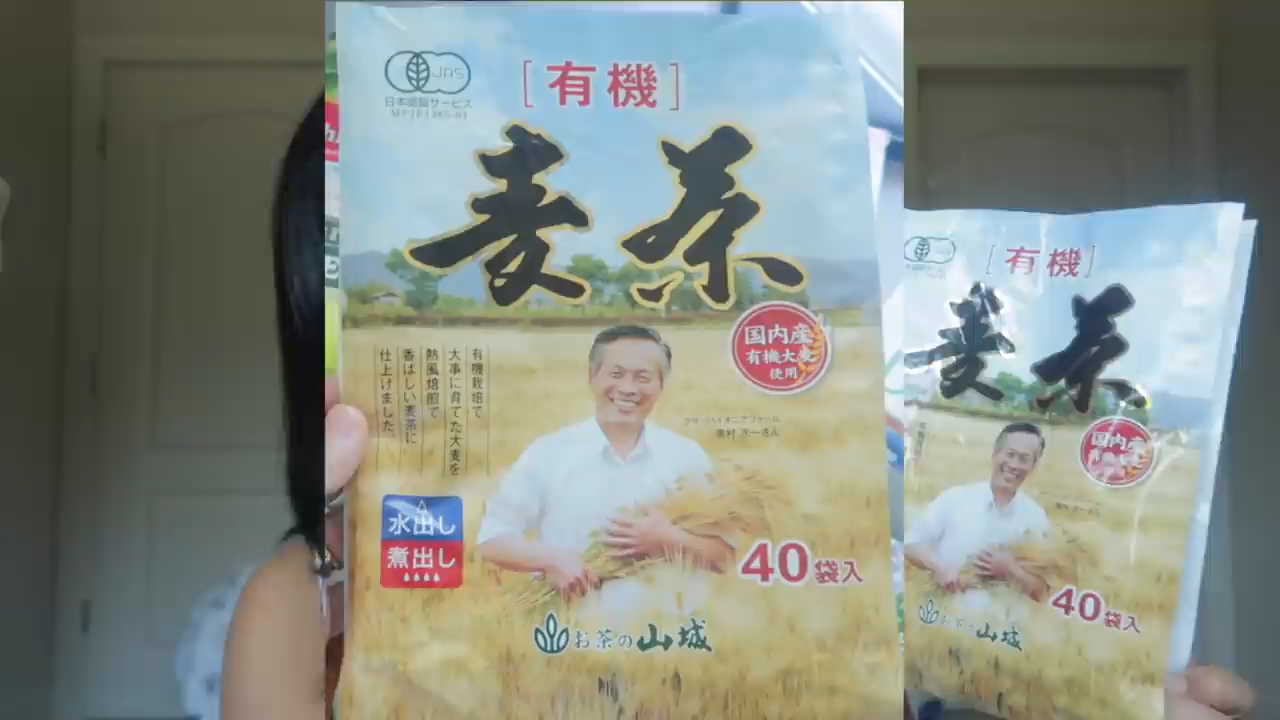 JAS
日本認証サービス
[有機]
麦茶
国内産
有機大麦
使用
有機栽培で
大事に育てた大麦を
熱風焙煎で
香ばしい麦茶に
仕上げました。
水出し
煮出し
40袋入
お茶の山城
[有機]
麦茶
国内産
有機大麦
40袋入
お茶の山城